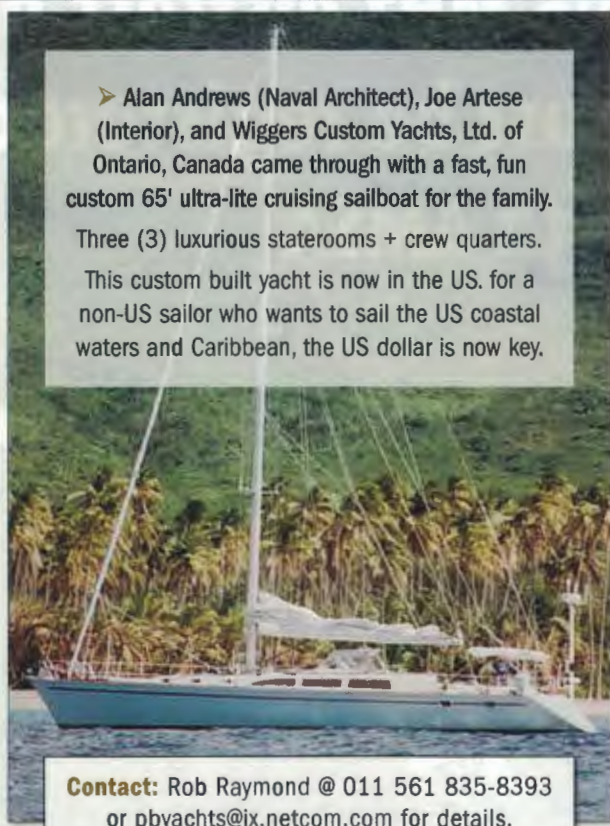 ➤ Alan Andrews (Naval Architect), Joe Artese
(Interior), and Wiggers Custom Yachts, Ltd. of
Ontario, Canada came through with a fast, fun
custom 65' ultra-lite cruising sailboat for the family.
Three (3) luxurious staterooms + crew quarters.
This custom built yacht is now in the US. for a
non-US sailor who wants to sail the US coastal
waters and Caribbean, the US dollar is now key.
Contact: Rob Raymond @ 011 561 835-8393
or pbyachts@ix.netcom.com for details.